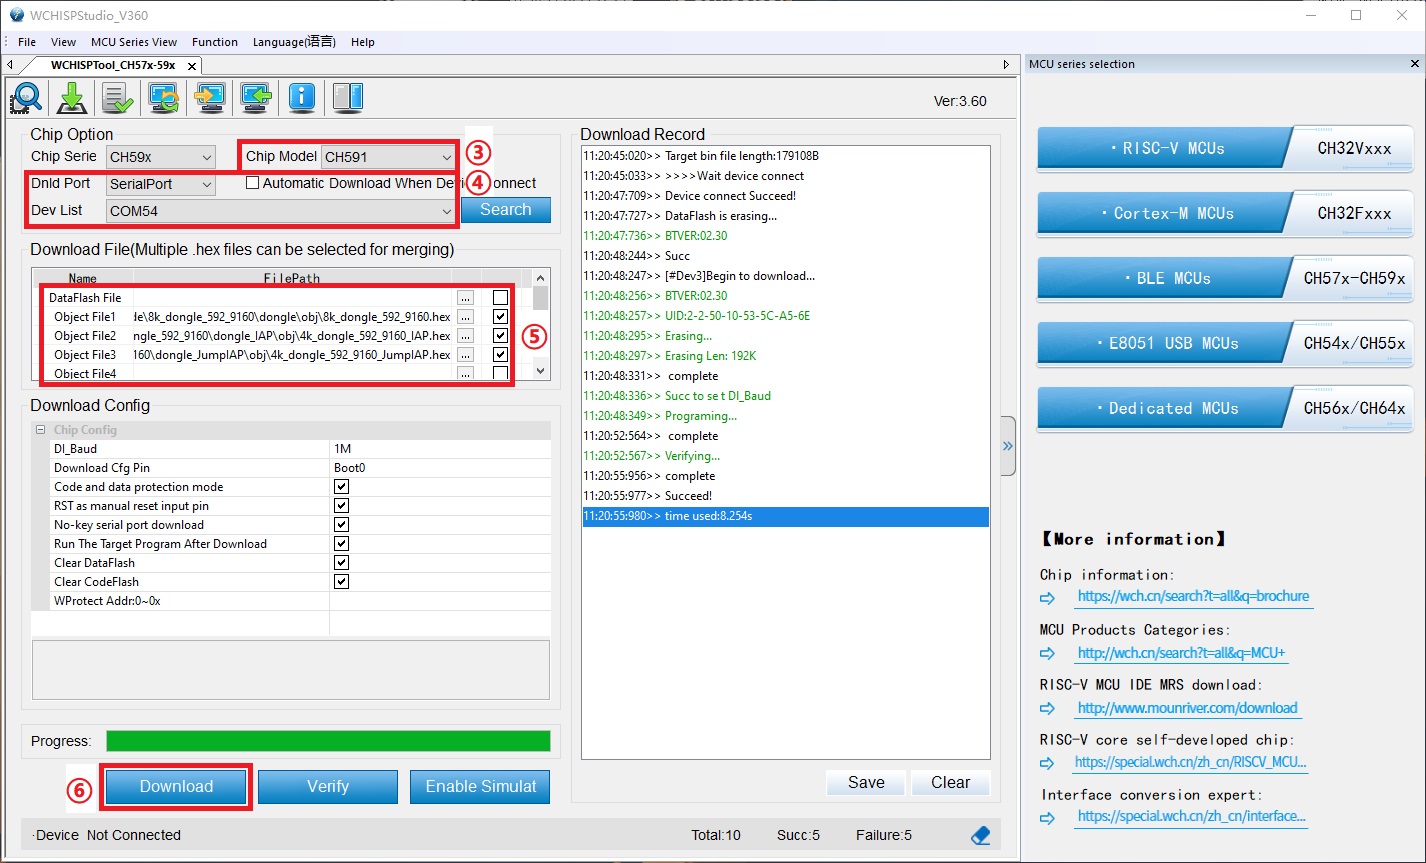 WCHISPStudio_V360
File View MCU Series View Function Language(语言) Help
WCHISPTool_CH57x-59x
Ver:3.60
Chip Option
Chip Serie CH59x Chip Model CH591 ③
Dnld Port SerialPort Automatic Download When Devi ④ onnect
Dev List COM54 Search
Download File(Multiple .hex files can be selected for merging)
Name FilePath
DataFlash File ...
Object File1 de\8k_dongle_592_9160\dongle\obj\8k_dongle_592_9160.hex ...
Object File2 ngle_592_9160\dongle_IAP\obj\4k_dongle_592_9160_IAP.hex ... ⑤
Object File3 160\dongle_JumpIAP\obj\4k_dongle_592_9160_JumpIAP.hex ...
Object File4 ...
Download Config
Chip Config
DI_Baud 1M
Download Cfg Pin Boot0
Code and data protection mode
RST as manual reset input pin
No-key serial port download
Run The Target Program After Download
Clear DataFlash
Clear CodeFlash
WProtect Addr:0~0x
Progress:
⑥ Download Verify Enable Simulat
Download Record
11:20:45:020>> Target bin file length:179108B
11:20:45:033>> >>>>Wait device connect
11:20:47:709>> Device connect Succeed!
11:20:47:727>> DataFlash is erasing...
11:20:47:736>> BTVER:02.30
11:20:48:244>> Succ
11:20:48:247>> [#Dev3]Begin to download...
11:20:48:256>> BTVER:02.30
11:20:48:257>> UID:2-2-50-10-53-5C-A5-6E
11:20:48:295>> Erasing...
11:20:48:297>> Erasing Len: 192K
11:20:48:331>> complete
11:20:48:336>> Succ to se t DI_Baud
11:20:48:349>> Programing...
11:20:52:564>> complete
11:20:52:567>> Verifying...
11:20:55:956>> complete
11:20:55:977>> Succeed!
11:20:55:980>> time used:8.254s
Save Clear
·Device Not Connected Total:10 Succ:5 Failure:5
MCU series selection
· RISC-V MCUs CH32Vxxx
· Cortex-M MCUs CH32Fxxx
· BLE MCUs CH57x-CH59x
· E8051 USB MCUs CH54x/CH55x
· Dedicated MCUs CH56x/CH64x
【More information】
Chip information:
https://wch.cn/search?t=all&q=brochure
MCU Products Categories:
http://wch.cn/search?t=all&q=MCU+
RISC-V MCU IDE MRS download:
http://www.mounriver.com/download
RISC-V core self-developed chip:
https://special.wch.cn/zh_cn/RISCV_MCU...
Interface conversion expert:
https://special.wch.cn/zh_cn/interface...